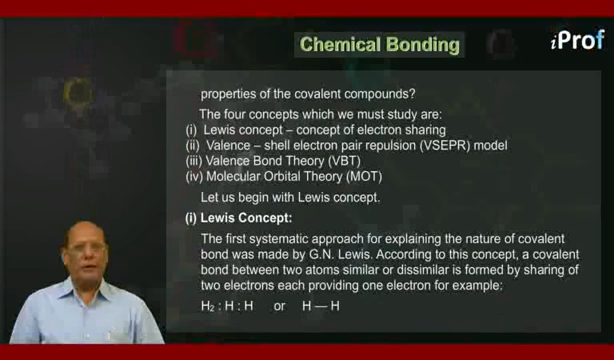 Chemical Bonding
iProf
properties of the covalent compounds?
The four concepts which we must study are:
(i) Lewis concept – concept of electron sharing
(ii) Valence – shell electron pair repulsion (VSEPR) model
(iii) Valence Bond Theory (VBT)
(iv) Molecular Orbital Theory (MOT)
Let us begin with Lewis concept.
(i) Lewis Concept:
The first systematic approach for explaining the nature of covalent
bond was made by G.N. Lewis. According to this concept, a covalent
bond between two atoms similar or dissimilar is formed by sharing of
two electrons each providing one electron for example:
H₂ : H : H or H — H